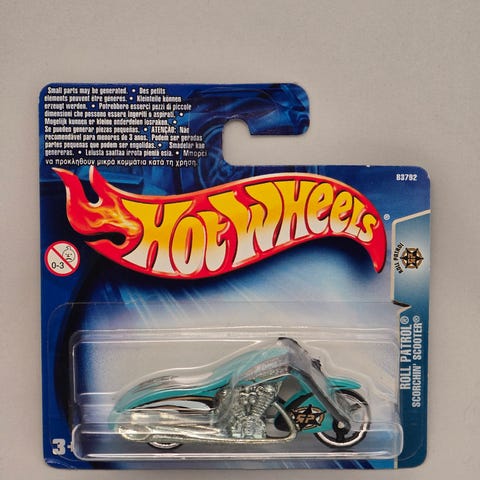 Small parts may be generated. • Des petits
elements peuvent être generes. • Kleinteile können
erzeugt werden. • Potrebbero esserci pezzi di piccole
dimensioni che possono essere ingeriti o aspirati. •
Mogelijk kunnen er kleine onderdelen losraken. •
Se pueden generar piezas pequeñas. • ATENÇÃO: Não
recomendável para menores de 3 anos. Podem ser geradas
partes pequenas que podem ser engolidas. • Smådelar kan
genereras. • Lelusta saattaa irrota pieniä osia. • Μπορεί
να προκληθούν μικρά κομμάτια κατά τη χρήση.
B3792
HOT WHEELS®
0-3
ROLL PATROL
ROLL PATROL®
SCORCHIN' SCOOTER®
3+